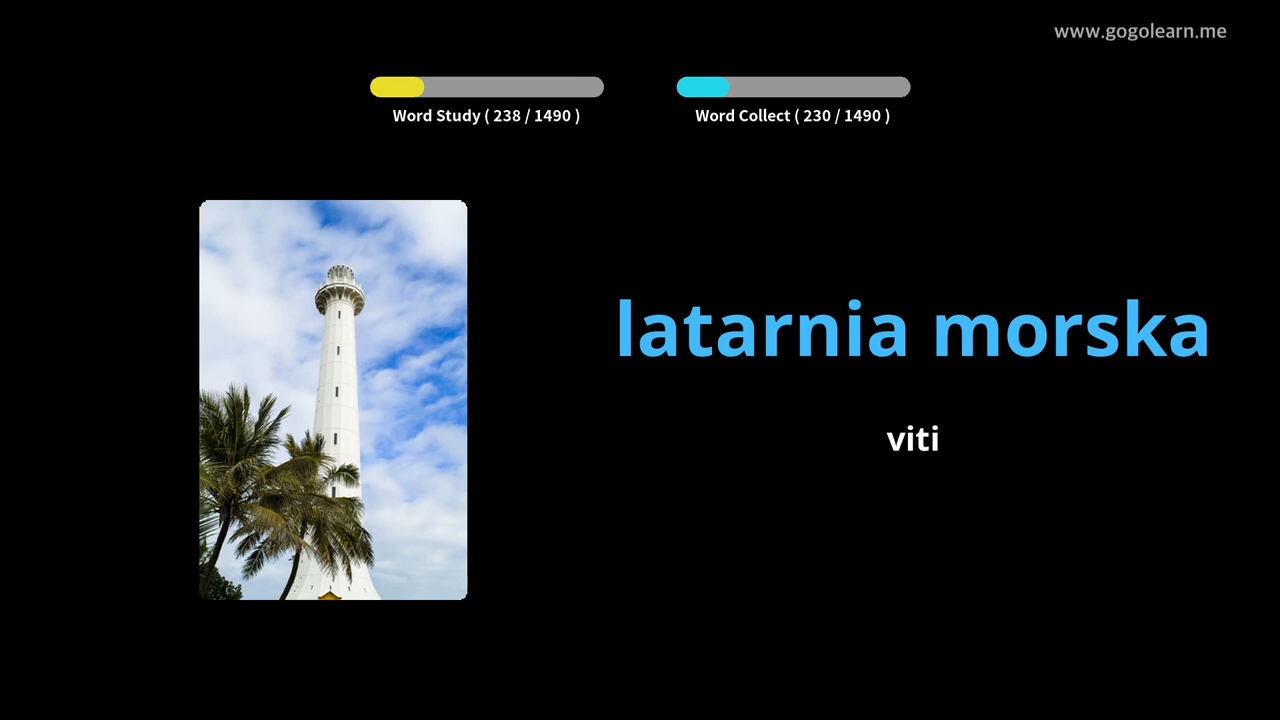 www.gogolearn.me
Word Study ( 238 / 1490 )
Word Collect ( 230 / 1490 )
latarnia morska
viti